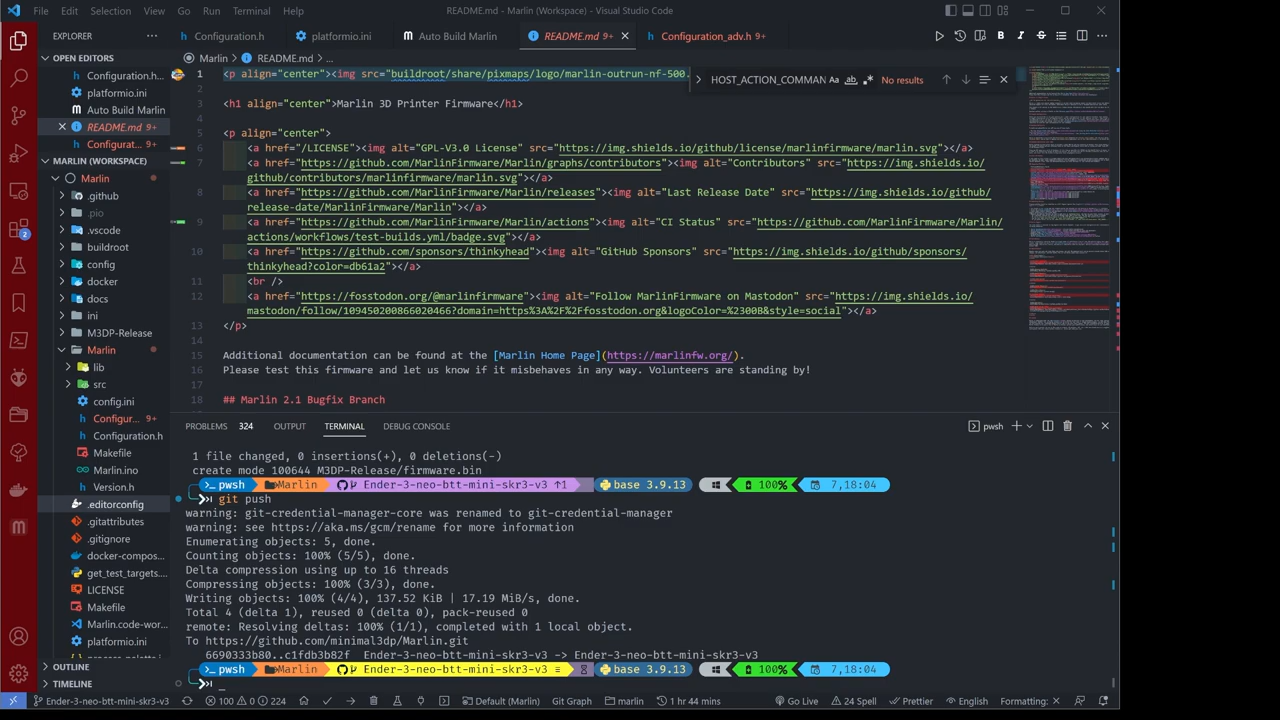 File Edit Selection View Go Run Terminal Help
README.md - Marlin (Workspace) - Visual Studio Code
EXPLORER
Configuration.h
platformio.ini
Auto Build Marlin
README.md 9+
Configuration_adv.h 9+
OPEN EDITORS
Configuration.h...
platformio.ini
Auto Build Marlin
README.md 9+
Configurat... 9+
MARLIN (WORKSPACE)
Marlin
.github
.pio
.vscode
buildroot
config
docker
docs
ini
M3DP-Release
Marlin
lib
src
config.ini
Configur... 9+
Configuration.h
Makefile
Marlin.ino
Version.h
.editorconfig
.gitattributes
.gitignore
docker-compo...
get_test_targets...
LICENSE
Makefile
Marlin.code-wor...
platformio.ini
OUTLINE
TIMELINE
Marlin > README.md > ...
HOST_ACTION_COMMAN Aa ab No results
1 <p align="center"><img src="buildroot/share/pixmaps/logo/marlin-outrun-nf-500.
2
3 <h1 align="center">Marlin 3D Printer Firmware</h1>
4
5 <p align="center">
6 <a href="/LICENSE"><img alt="GPL-V3.0 License" src="https://img.shields.io/github/license/marlinfirmware/marlin.svg"></a>
7 <a href="https://github.com/MarlinFirmware/Marlin/graphs/contributors"><img alt="Contributors" src="https://img.shields.io/
github/contributors/marlinfirmware/marlin.svg"></a>
8 <a href="https://github.com/MarlinFirmware/Marlin/releases"><img alt="Last Release Date" src="https://img.shields.io/github/
release-date/MarlinFirmware/Marlin"></a>
9 <a href="https://github.com/MarlinFirmware/Marlin/actions"><img alt="CI Status" src="https://github.com/MarlinFirmware/Marlin/
actions/workflows/test-builds.yml/badge.svg"></a>
10 <a href="https://github.com/sponsors/thinkyhead"><img alt="GitHub Sponsors" src="https://img.shields.io/github/sponsors/
thinkyhead?color=db61a2"></a>
11 <br />
12 <a href="https://fosstodon.org/@marlinfirmware"><img alt="Follow MarlinFirmware on Mastodon" src="https://img.shields.io/
13 </p>
14
15 Additional documentation can be found at the [Marlin Home Page](https://marlinfw.org/).
16 Please test this firmware and let us know if it misbehaves in any way. Volunteers are standing by!
17
18 ## Marlin 2.1 Bugfix Branch
PROBLEMS 324 OUTPUT TERMINAL DEBUG CONSOLE
pwsh
1 file changed, 0 insertions(+), 0 deletions(-)
create mode 100644 M3DP-Release/firmware.bin
pwsh Marlin Ender-3-neo-btt-mini-skr3-v3 ↑1 base 3.9.13 100% 7,18:04
git push
warning: git-credential-manager-core was renamed to git-credential-manager
warning: see https://aka.ms/gcm/rename for more information
Enumerating objects: 5, done.
Counting objects: 100% (5/5), done.
Delta compression using up to 16 threads
Compressing objects: 100% (3/3), done.
Writing objects: 100% (4/4), 137.52 KiB | 17.19 MiB/s, done.
Total 4 (delta 1), reused 0 (delta 0), pack-reused 0
remote: Resolving deltas: 100% (1/1), completed with 1 local object.
To https://github.com/minimal3dp/Marlin.git
6690333b80..c1fdb3b82f Ender-3-neo-btt-mini-skr3-v3 -> Ender-3-neo-btt-mini-skr3-v3
pwsh Marlin Ender-3-neo-btt-mini-skr3-v3 ≡ base 3.9.13 100% 7,18:04
Ender-3-neo-btt-mini-skr3-v3 100 0 224 Default (Marlin) Git Graph marlin 1 hr 44 mins Go Live 24 Spell Prettier English Formatting: